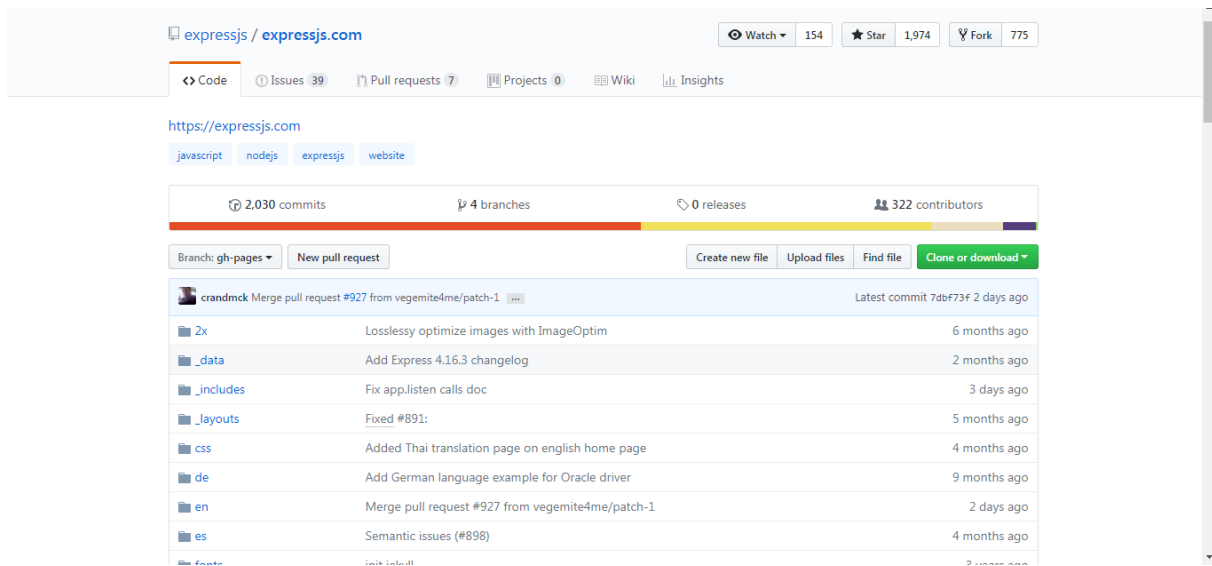 expressjs / expressjs.com
Watch 154 Star 1,974 Fork 775
Code Issues 39 Pull requests 7 Projects 0 Wiki Insights
https://expressjs.com
javascript nodejs expressjs website
2,030 commits 4 branches 0 releases 322 contributors
Branch: gh-pages New pull request Create new file Upload files Find file Clone or download
crandmck Merge pull request #927 from vegemite4me/patch-1 ... Latest commit 7dbf73f 2 days ago
2x Losslessy optimize images with ImageOptim 6 months ago
_data Add Express 4.16.3 changelog 2 months ago
_includes Fix app.listen calls doc 3 days ago
_layouts Fixed #891: 5 months ago
css Added Thai translation page on english home page 4 months ago
de Add German language example for Oracle driver 9 months ago
en Merge pull request #927 from vegemite4me/patch-1 2 days ago
es Semantic issues (#898) 4 months ago
fonts init jekyll 3 years ago